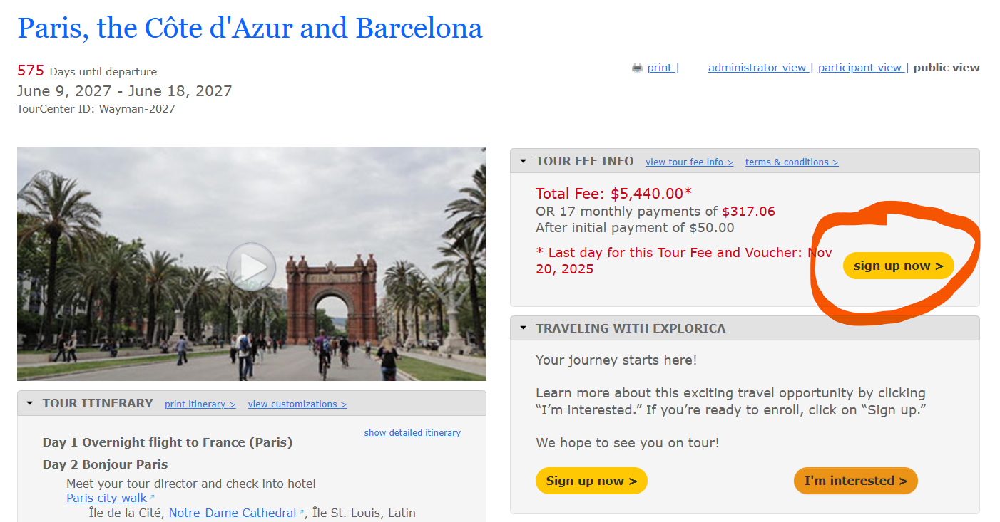 Paris, the Côte d'Azur and Barcelona
575 Days until departure
June 9, 2027 - June 18, 2027
TourCenter ID: Wayman-2027
print | administrator view | participant view | public view
TOUR FEE INFO view tour fee info > terms & conditions >
Total Fee: $5,440.00*
OR 17 monthly payments of $317.06
After initial payment of $50.00
* Last day for this Tour Fee and Voucher: Nov
20, 2025
sign up now >
TRAVELING WITH EXPLORICA
Your journey starts here!
Learn more about this exciting travel opportunity by clicking
“I’m interested.” If you’re ready to enroll, click on “Sign up.”
We hope to see you on tour!
Sign up now >
I'm interested >
TOUR ITINERARY print itinerary > view customizations >
show detailed itinerary
Day 1 Overnight flight to France (Paris)
Day 2 Bonjour Paris
Meet your tour director and check into hotel
Paris city walk
Île de la Cité, Notre-Dame Cathedral, Île St. Louis, Latin